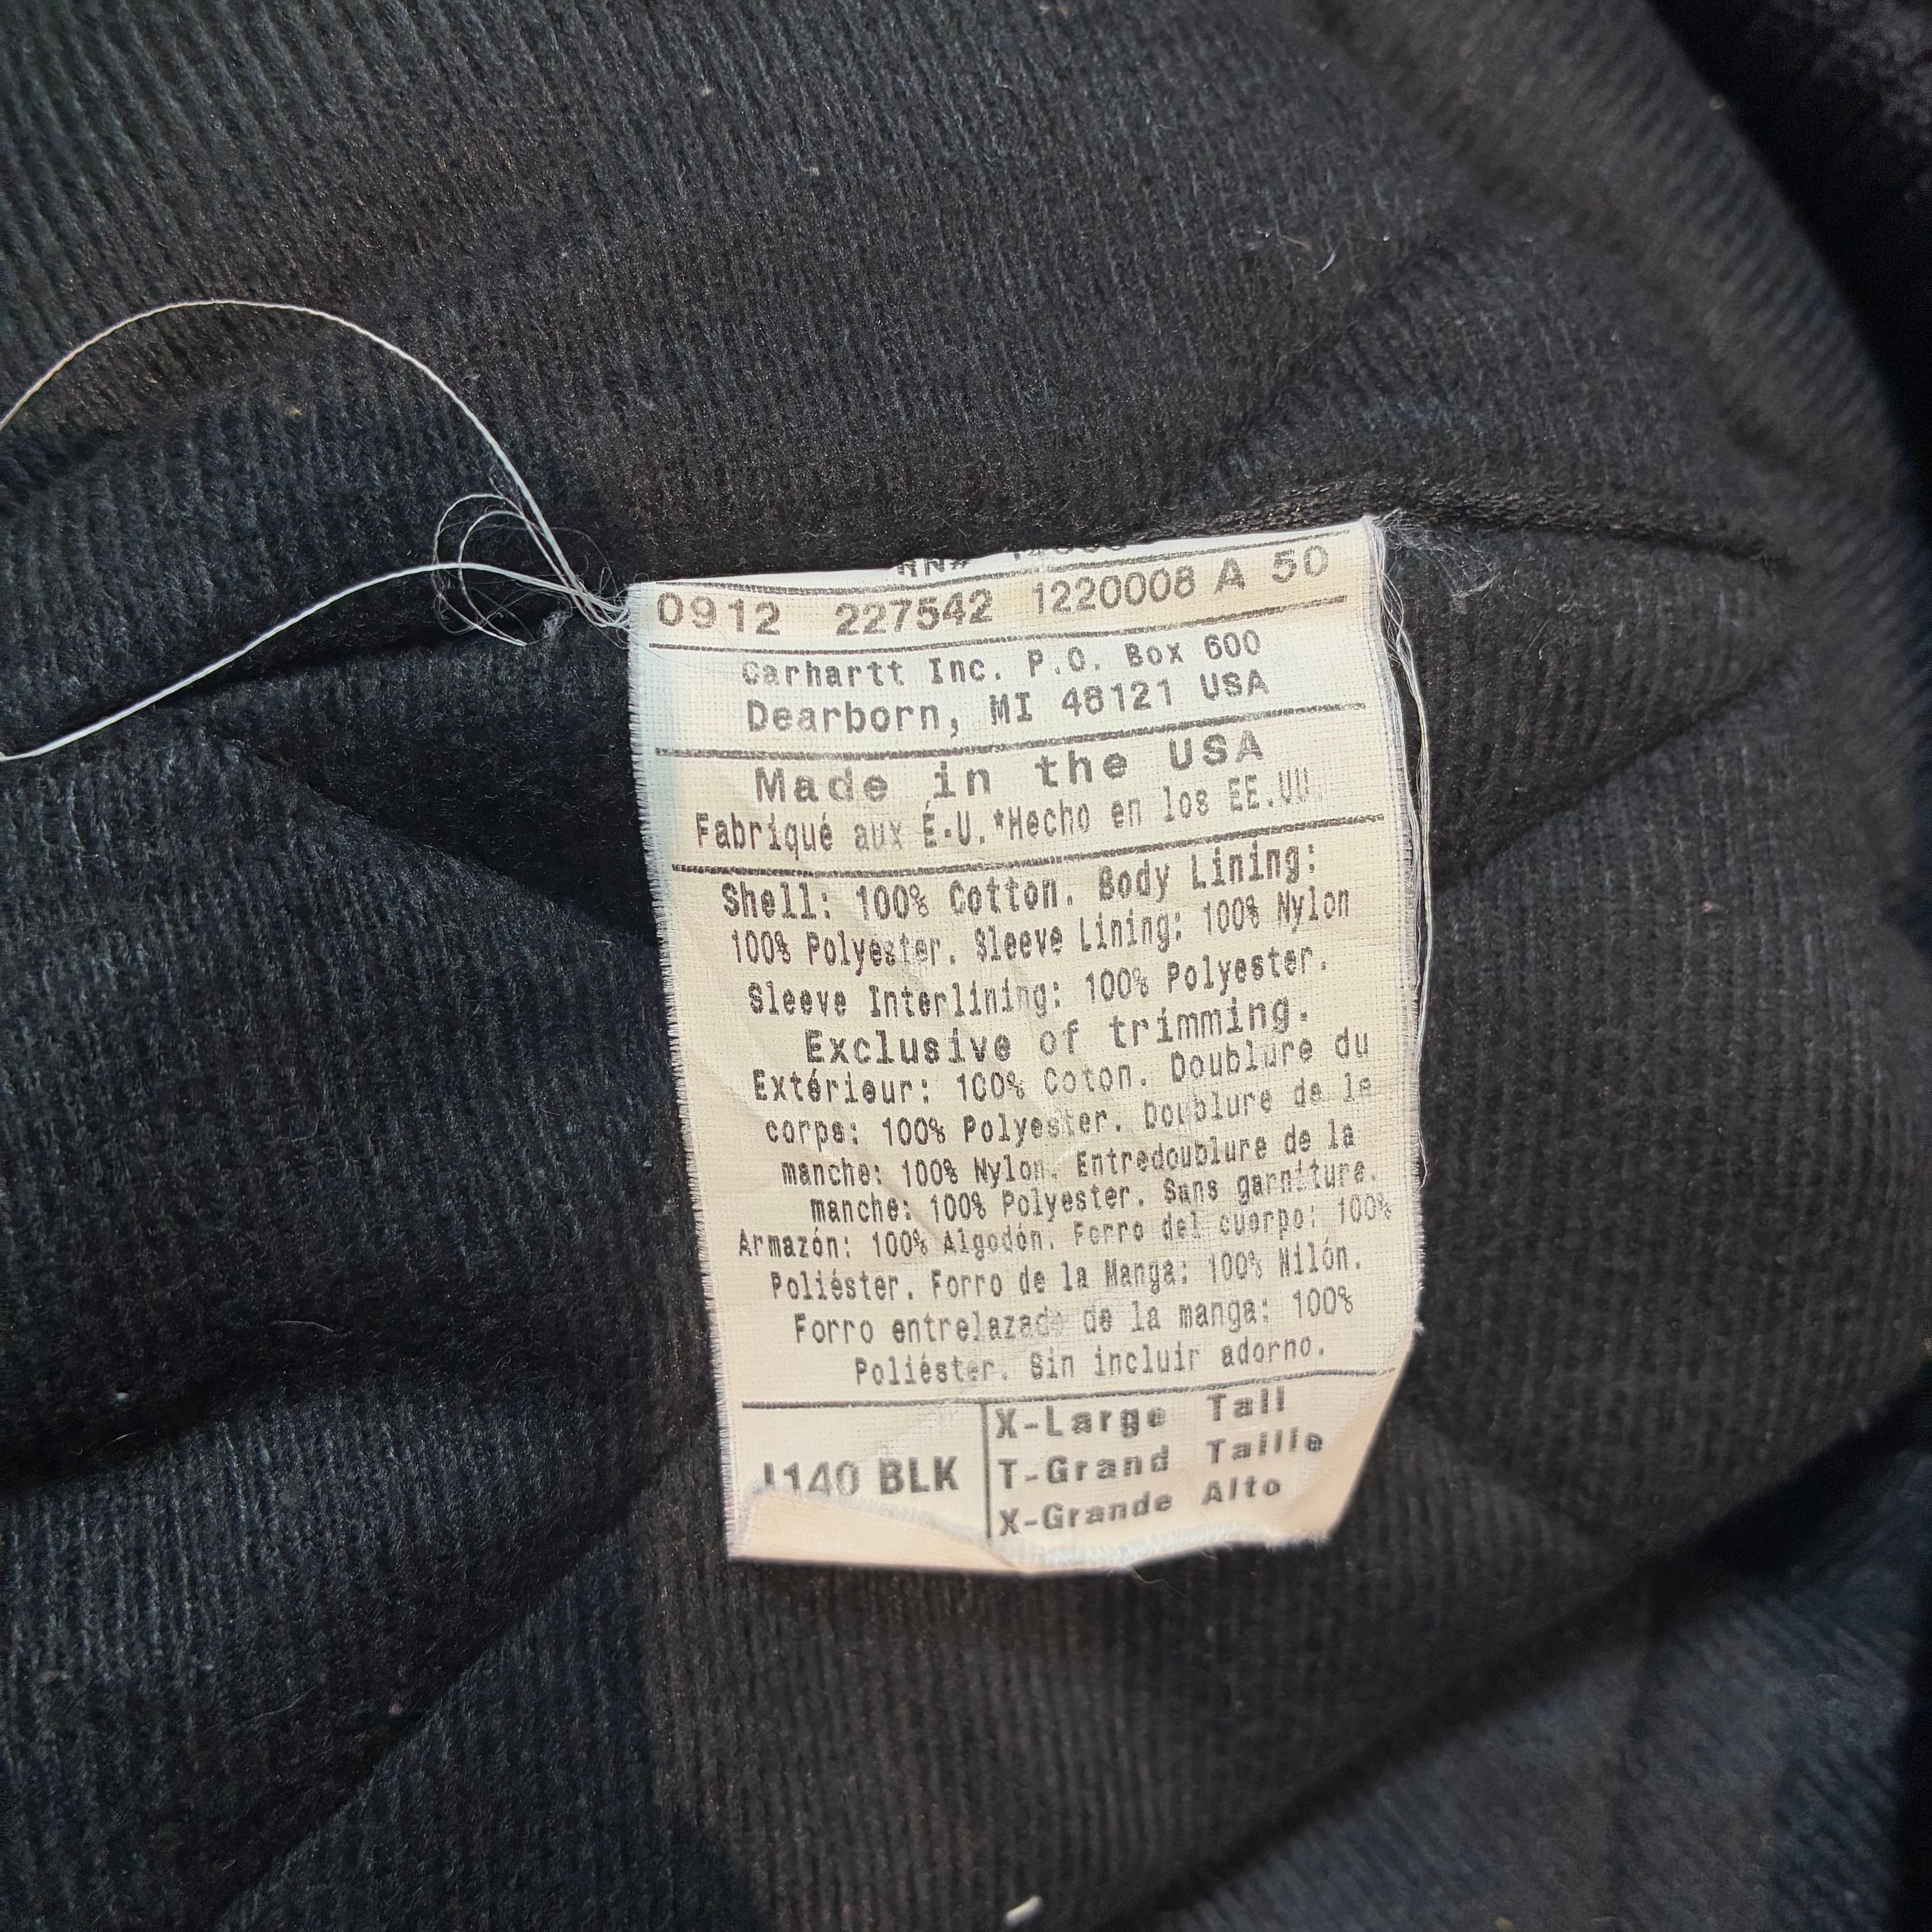 RN#
0912 227542 1220008 A 50
Carhartt Inc. P.O. Box 600
Dearborn, MI 48121 USA
Made in the USA
Fabriqué aux É.U.*Hecho en los EE.UU.
Shell: 100% Cotton. Body Lining:
100% Polyester. Sleeve Lining: 100% Nylon
Sleeve Interlining: 100% Polyester.
Exclusive of trimming.
Extérieur: 100% Coton. Doublure du
corps: 100% Polyester. Doublure de la
manche: 100% Nylon. Entredoublure de la
manche: 100% Polyester. Sans garniture.
Armazón: 100% Algodón. Forro del cuerpo: 100%
Poliéster. Forro de la Manga: 100% Nilón.
Forro entrelazado de la manga: 100%
Poliéster. Sin incluir adorno.
J140 BLK
X-Large Tall
T-Grand Taille
X-Grande Alto